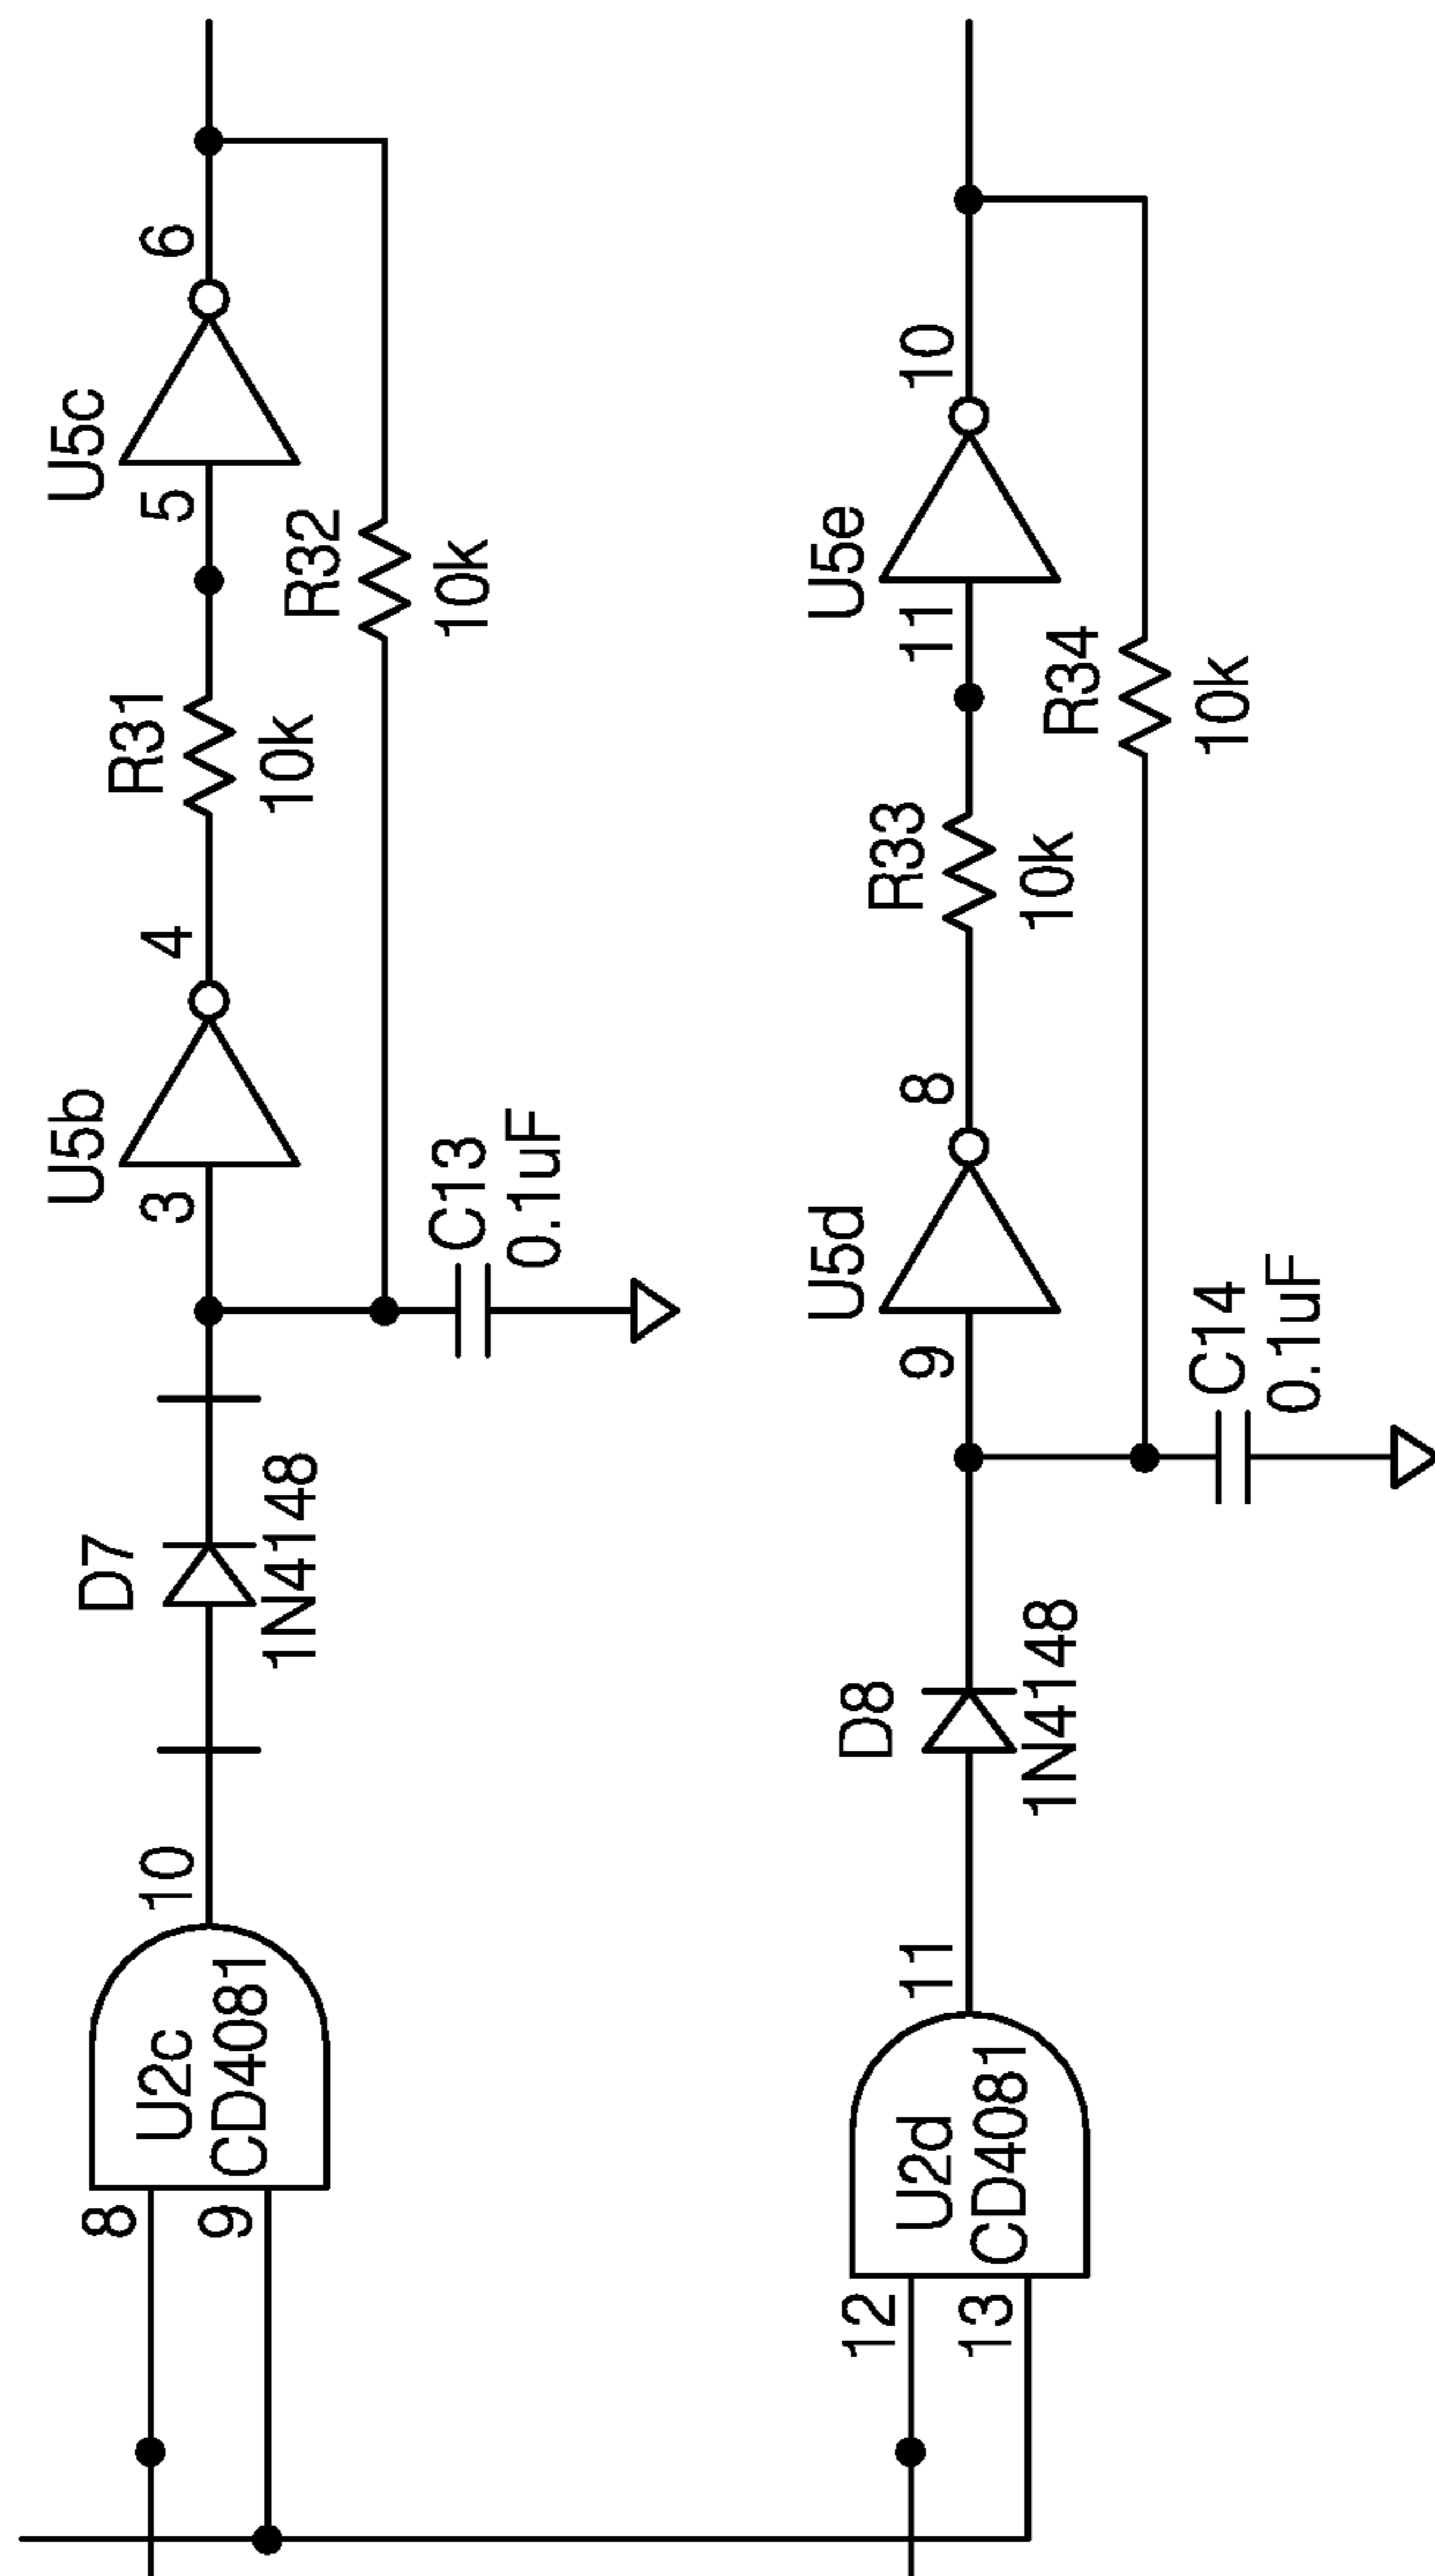 8
9
U2c
CD4081
10
D7
1N4148
C13
0.1uF
3
U5b
4
R31
10k
R32
10k
5
U5c
6
12
13
U2d
CD4081
11
D8
1N4148
C14
0.1uF
9
U5d
8
R33
10k
R34
10k
11
U5e
10